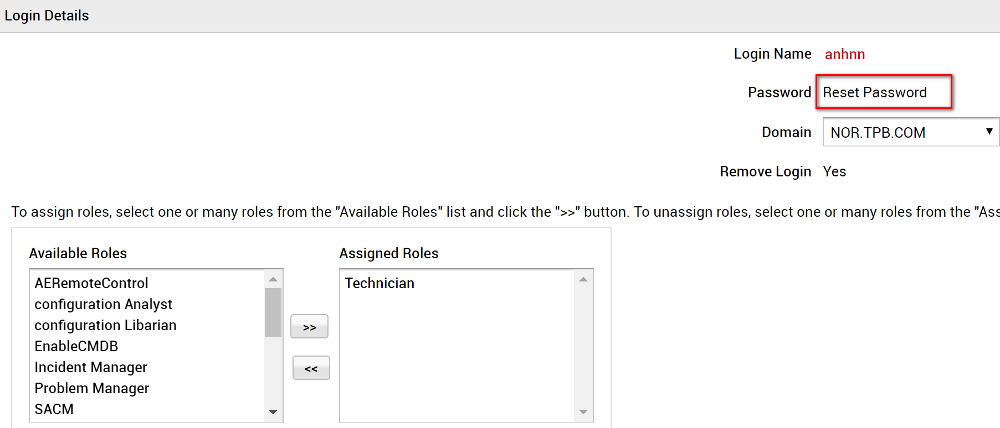 Login Details
Login Name anhnn
Password Reset Password
Domain NOR.TPB.COM
Remove Login Yes
To assign roles, select one or many roles from the "Available Roles" list and click the ">>" button. To unassign roles, select one or many roles from the "Ass
Available Roles
AERemoteControl
configuration Analyst
configuration Libarian
EnableCMDB
Incident Manager
Problem Manager
SACM
>>
<<
Assigned Roles
Technician